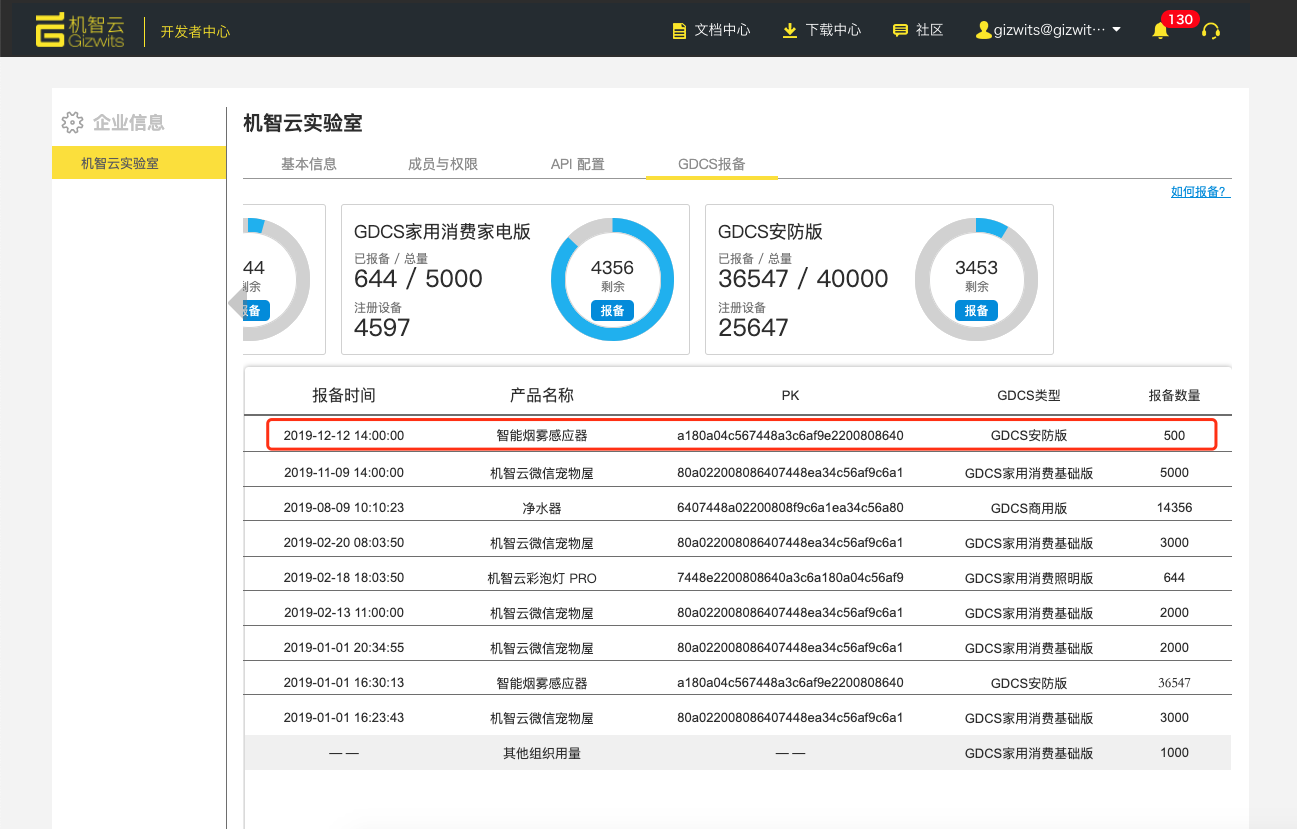 机智云 Gizwits 开发者中心 文档中心 下载中心 社区 gizwits@gizwit··· 130
企业信息
机智云实验室
机智云实验室
基本信息 成员与权限 API 配置 GDCS报备
如何报备?
44
剩余
报备
GDCS家用消费家电版
已报备 / 总量
644 / 5000
注册设备
4597
4356
剩余
报备
GDCS安防版
已报备 / 总量
36547 / 40000
注册设备
25647
3453
剩余
报备
报备时间 产品名称 PK GDCS类型 报备数量
2019-12-12 14:00:00 智能烟雾感应器 a180a04c567448a3c6af9e2200808640 GDCS安防版 500
2019-11-09 14:00:00 机智云微信宠物屋 80a022008086407448ea34c56af9c6a1 GDCS家用消费基础版 5000
2019-08-09 10:10:23 净水器 6407448a02200808f9c6a1ea34c56a80 GDCS商用版 14356
2019-02-20 08:03:50 机智云微信宠物屋 80a022008086407448ea34c56af9c6a1 GDCS家用消费基础版 3000
2019-02-18 18:03:50 机智云彩泡灯 PRO 7448e2200808640a3c6a180a04c56af9 GDCS家用消费照明版 644
2019-02-13 11:00:00 机智云微信宠物屋 80a022008086407448ea34c56af9c6a1 GDCS家用消费基础版 2000
2019-01-01 20:34:55 机智云微信宠物屋 80a022008086407448ea34c56af9c6a1 GDCS家用消费基础版 2000
2019-01-01 16:30:13 智能烟雾感应器 a180a04c567448a3c6af9e2200808640 GDCS安防版 36547
2019-01-01 16:23:43 机智云微信宠物屋 80a022008086407448ea34c56af9c6a1 GDCS家用消费基础版 3000
—— 其他组织用量 —— GDCS家用消费基础版 1000